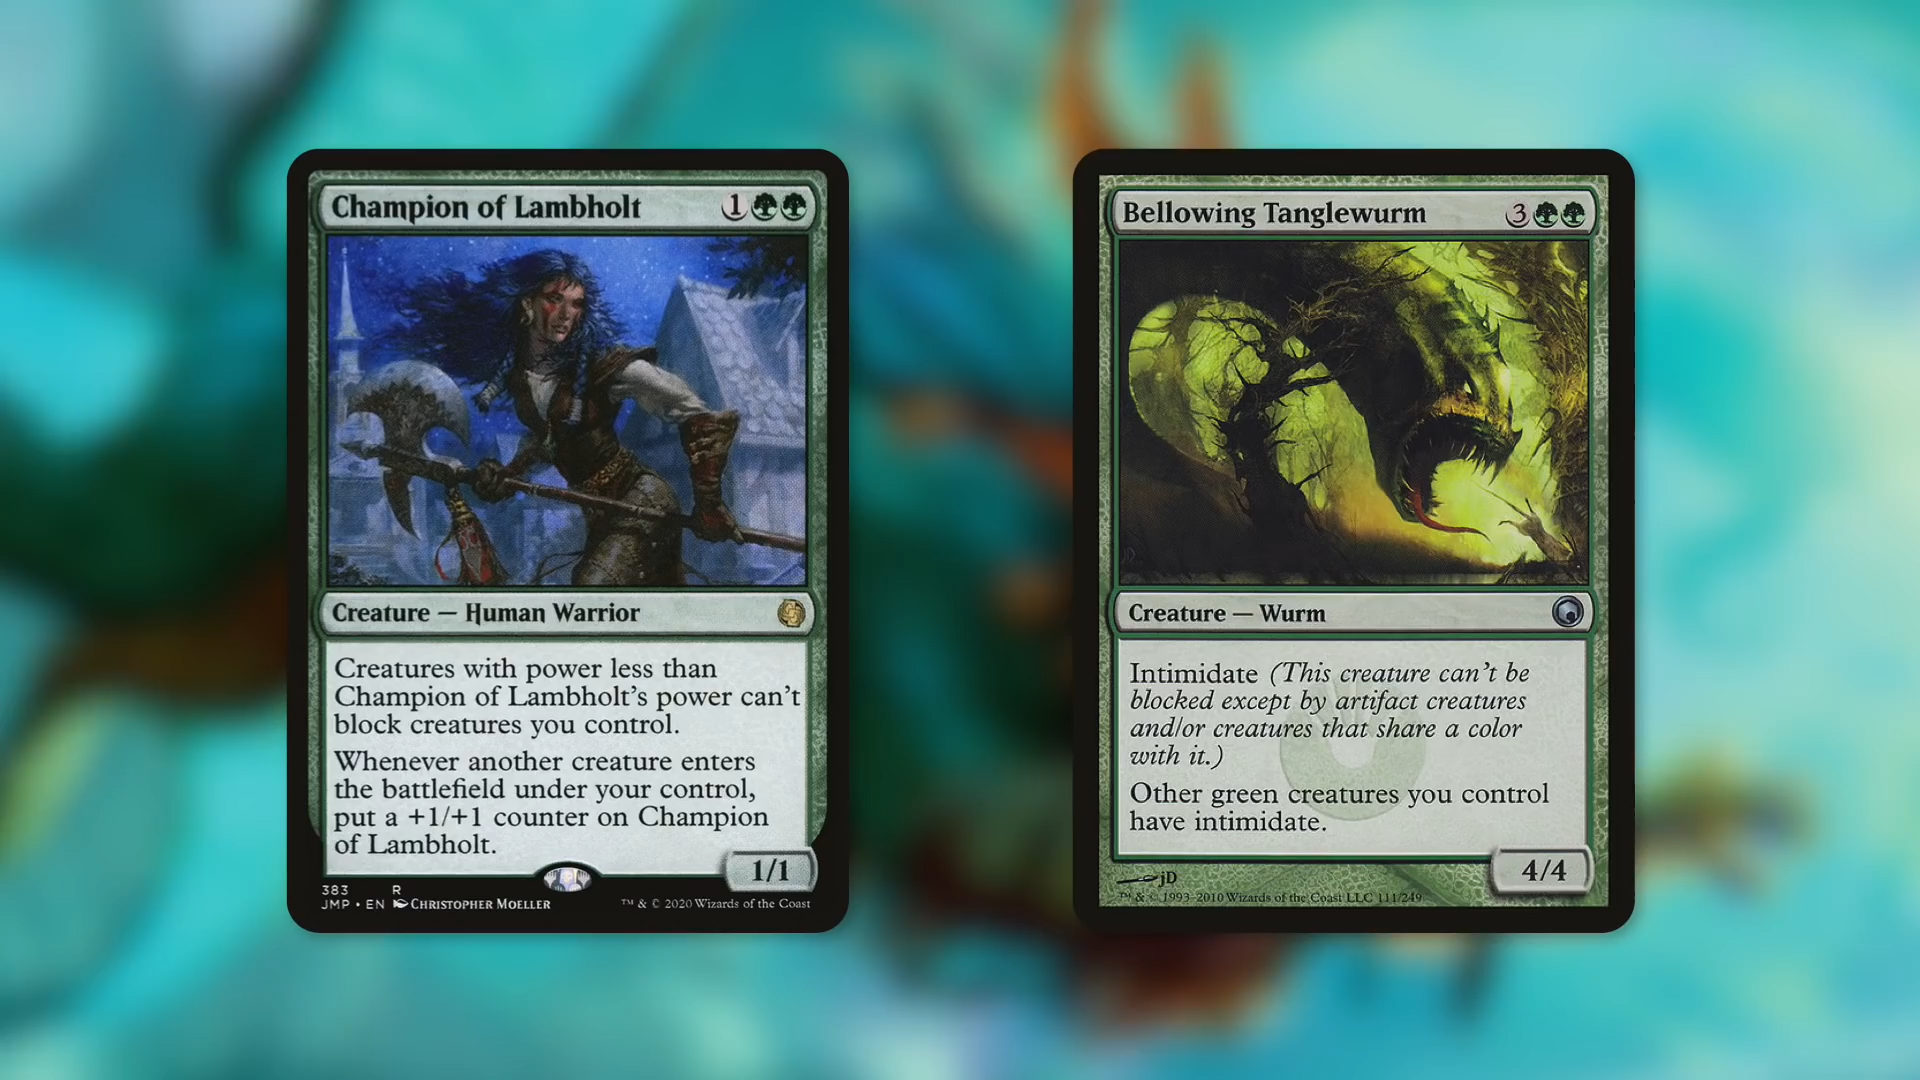 Champion of Lambholt 1
Creature — Human Warrior
Creatures with power less than
Champion of Lambholt's power can't
block creatures you control.
Whenever another creature enters
the battlefield under your control,
put a +1/+1 counter on Champion
of Lambholt.
1/1
383 R
JMP • EN CHRISTOPHER MOELLER
™ & © 2020 Wizards of the Coast
Bellowing Tanglewurm 3
Creature — Wurm
Intimidate (This creature can't be
blocked except by artifact creatures
and/or creatures that share a color
with it.)
Other green creatures you control
have intimidate.
4/4
jD
™ & © 1993–2010 Wizards of the Coast LLC 111/249